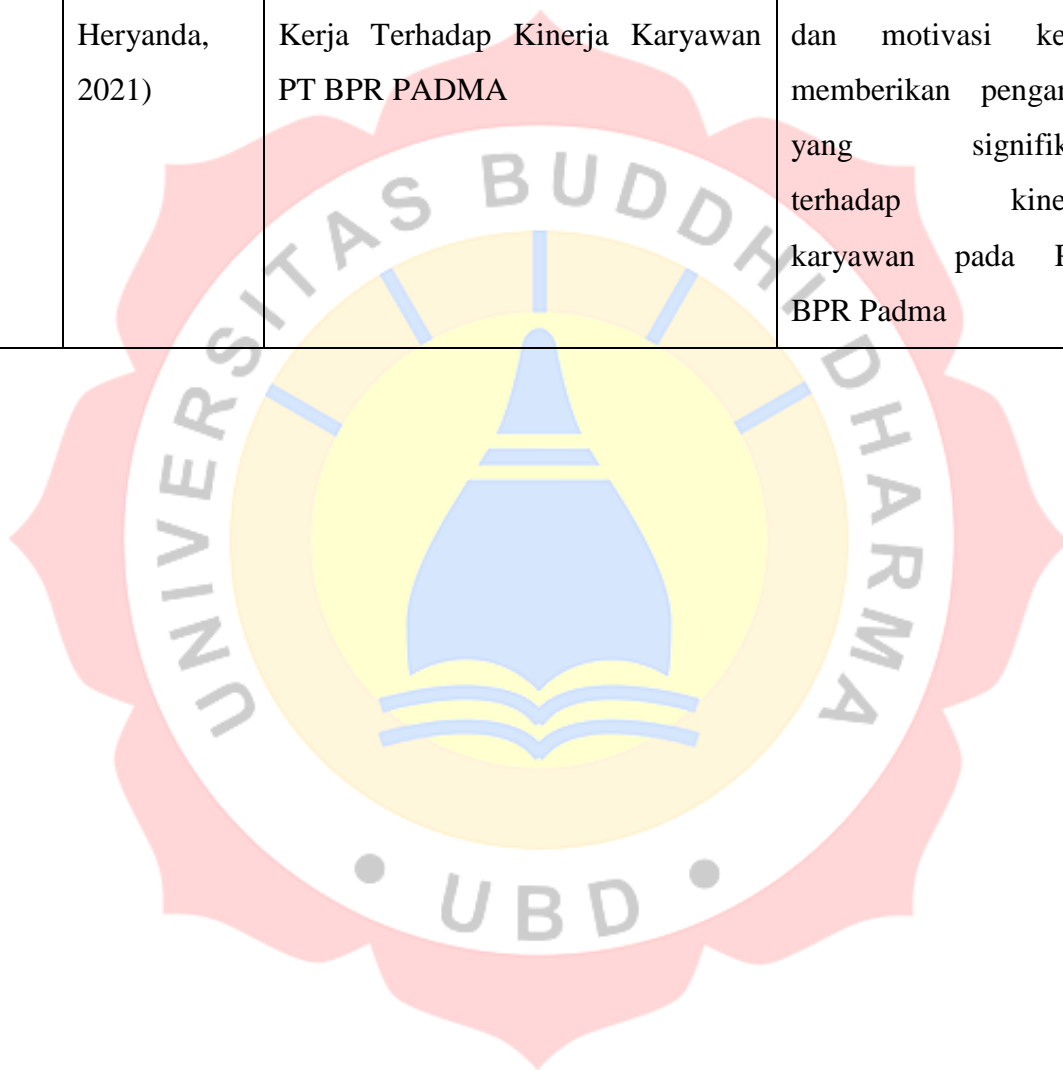 Heryanda,
2021)
Kerja Terhadap Kinerja Karyawan
PT BPR PADMA
dan motivasi
memberikan
yang
terhadap
karyawan pada
BPR Padma
UNIVERSITAS BUDDHI DHARMA
UBD